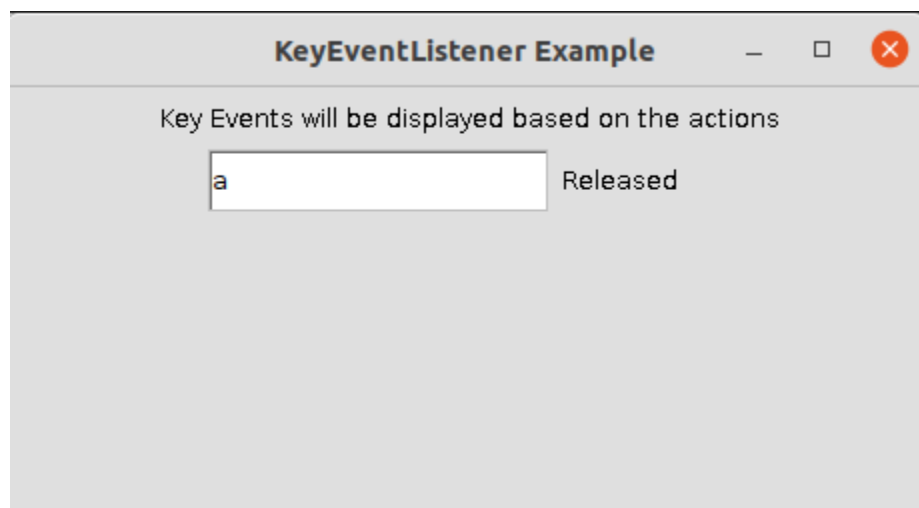 KeyEventListener Example
Key Events will be displayed based on the actions
a Released